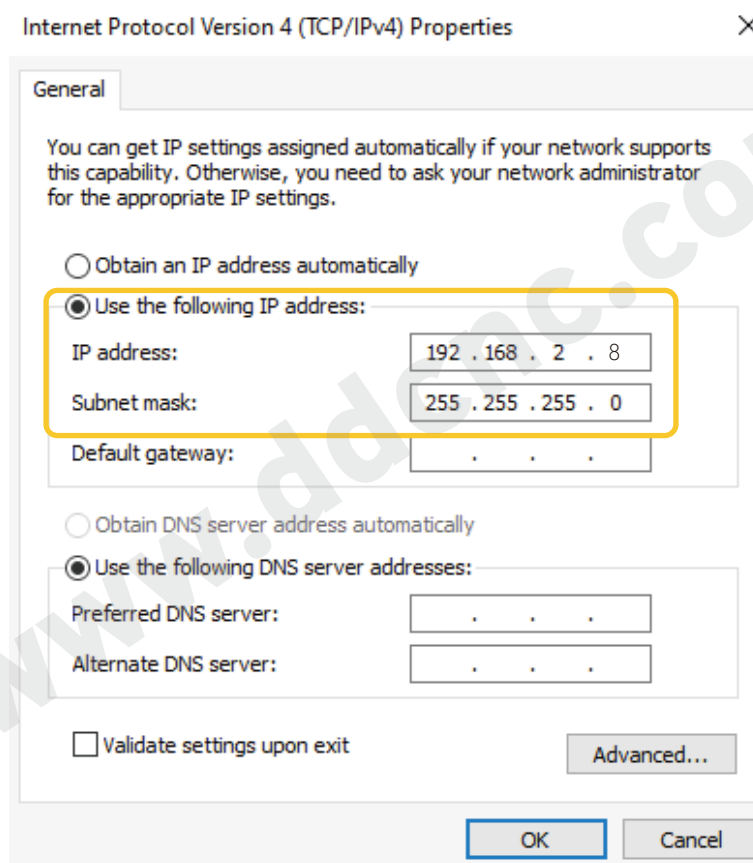 Internet Protocol Version 4 (TCP/IPv4) Properties
General
You can get IP settings assigned automatically if your network supports
this capability. Otherwise, you need to ask your network administrator
for the appropriate IP settings.
Obtain an IP address automatically
Use the following IP address:
IP address: 192 . 168 . 2 . 8
Subnet mask: 255 . 255 . 255 . 0
Default gateway: . . .
Obtain DNS server address automatically
Use the following DNS server addresses:
Preferred DNS server: . . .
Alternate DNS server: . . .
Validate settings upon exit
Advanced...
OK Cancel
www.ddcnc.co